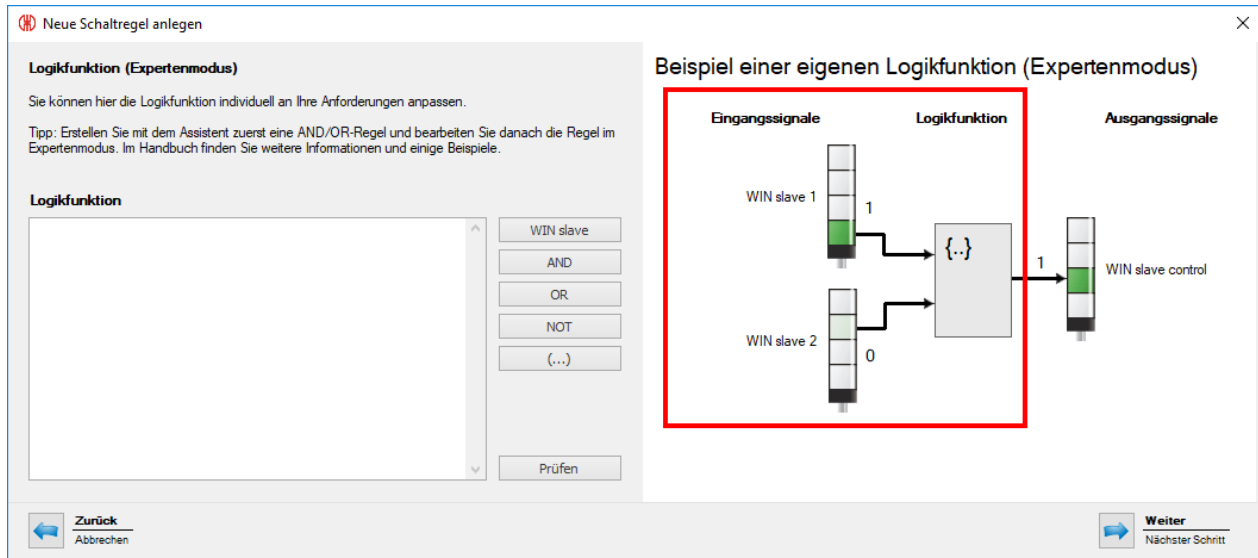 Neue Schaltregel anlegen
Logikfunktion (Expertenmodus)
Sie können hier die Logikfunktion individuell an Ihre Anforderungen anpassen.
Tipp: Erstellen Sie mit dem Assistent zuerst eine AND/OR-Regel und bearbeiten Sie danach die Regel im
Expertenmodus. Im Handbuch finden Sie weitere Informationen und einige Beispiele.
Logikfunktion
WIN slave
AND
OR
NOT
(...)
Prüfen
Beispiel einer eigenen Logikfunktion (Expertenmodus)
Eingangssignale
Logikfunktion
Ausgangssignale
WIN slave 1
1
{..}
1
WIN slave control
WIN slave 2
0
Zurück
Abbrechen
Weiter
Nächster Schritt